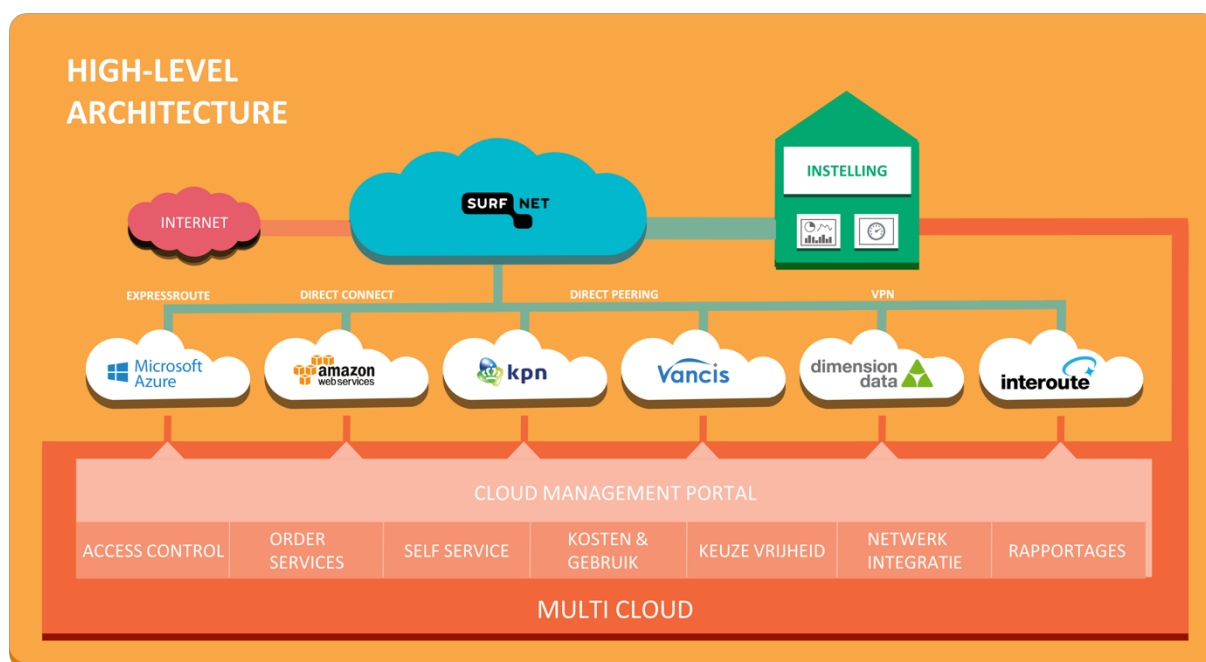 HIGH-LEVEL
ARCHITECTURE
INSTELLING
SURF NET
INTERNET
EXPRESSROUTE
DIRECT CONNECT
DIRECT PEERING
VPN
Microsoft
Azure
amazon
webservices
kpn
Vancis
dimension
data
interoute
CLOUD MANAGEMENT PORTAL
ACCESS CONTROL
ORDER
SERVICES
SELF SERVICE
KOSTEN &
GEBRUIK
KEUZE VRIJHEID
NETWERK
INTEGRATIE
RAPPORTAGES
MULTI CLOUD